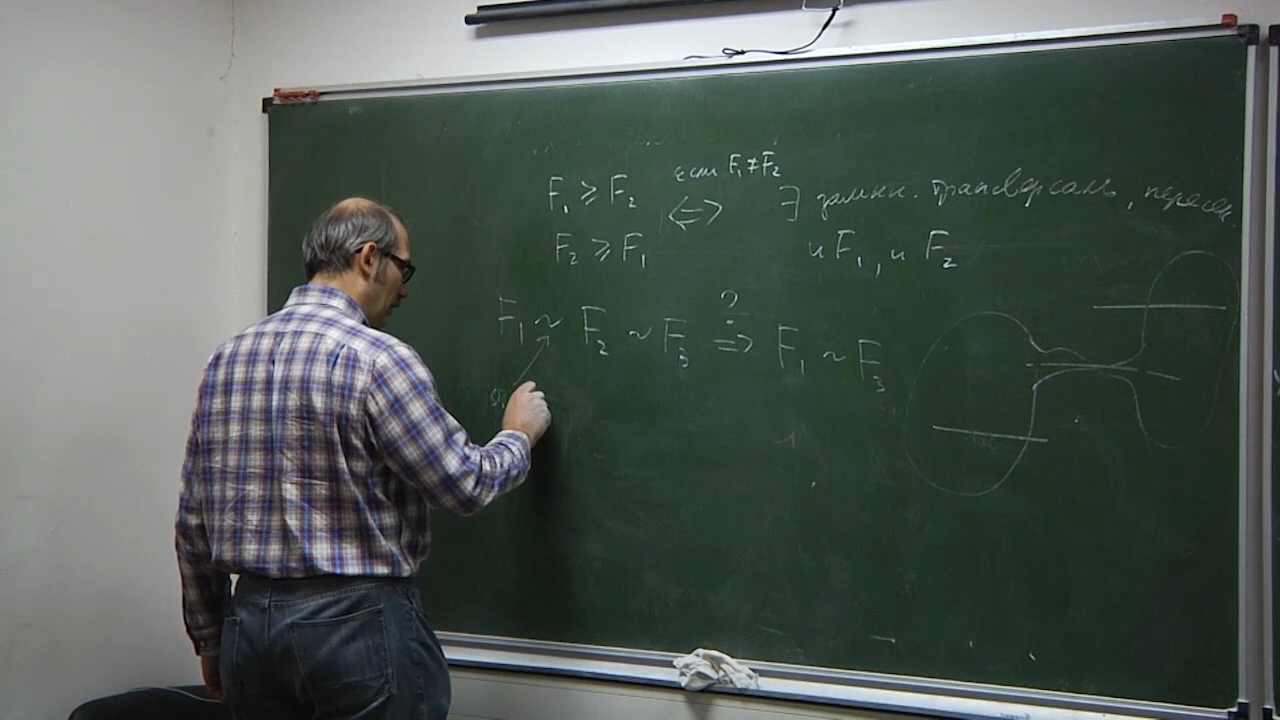 если F₁ ≠ F₂
F₁ ⩾ F₂ ⟺ ∃ замкн. трансверсаль, пересек
F₂ ⩾ F₁ и F₁, и F₂
?
F₁ ~ F₂ ~ F₃ ⇒ F₁ ~ F₃